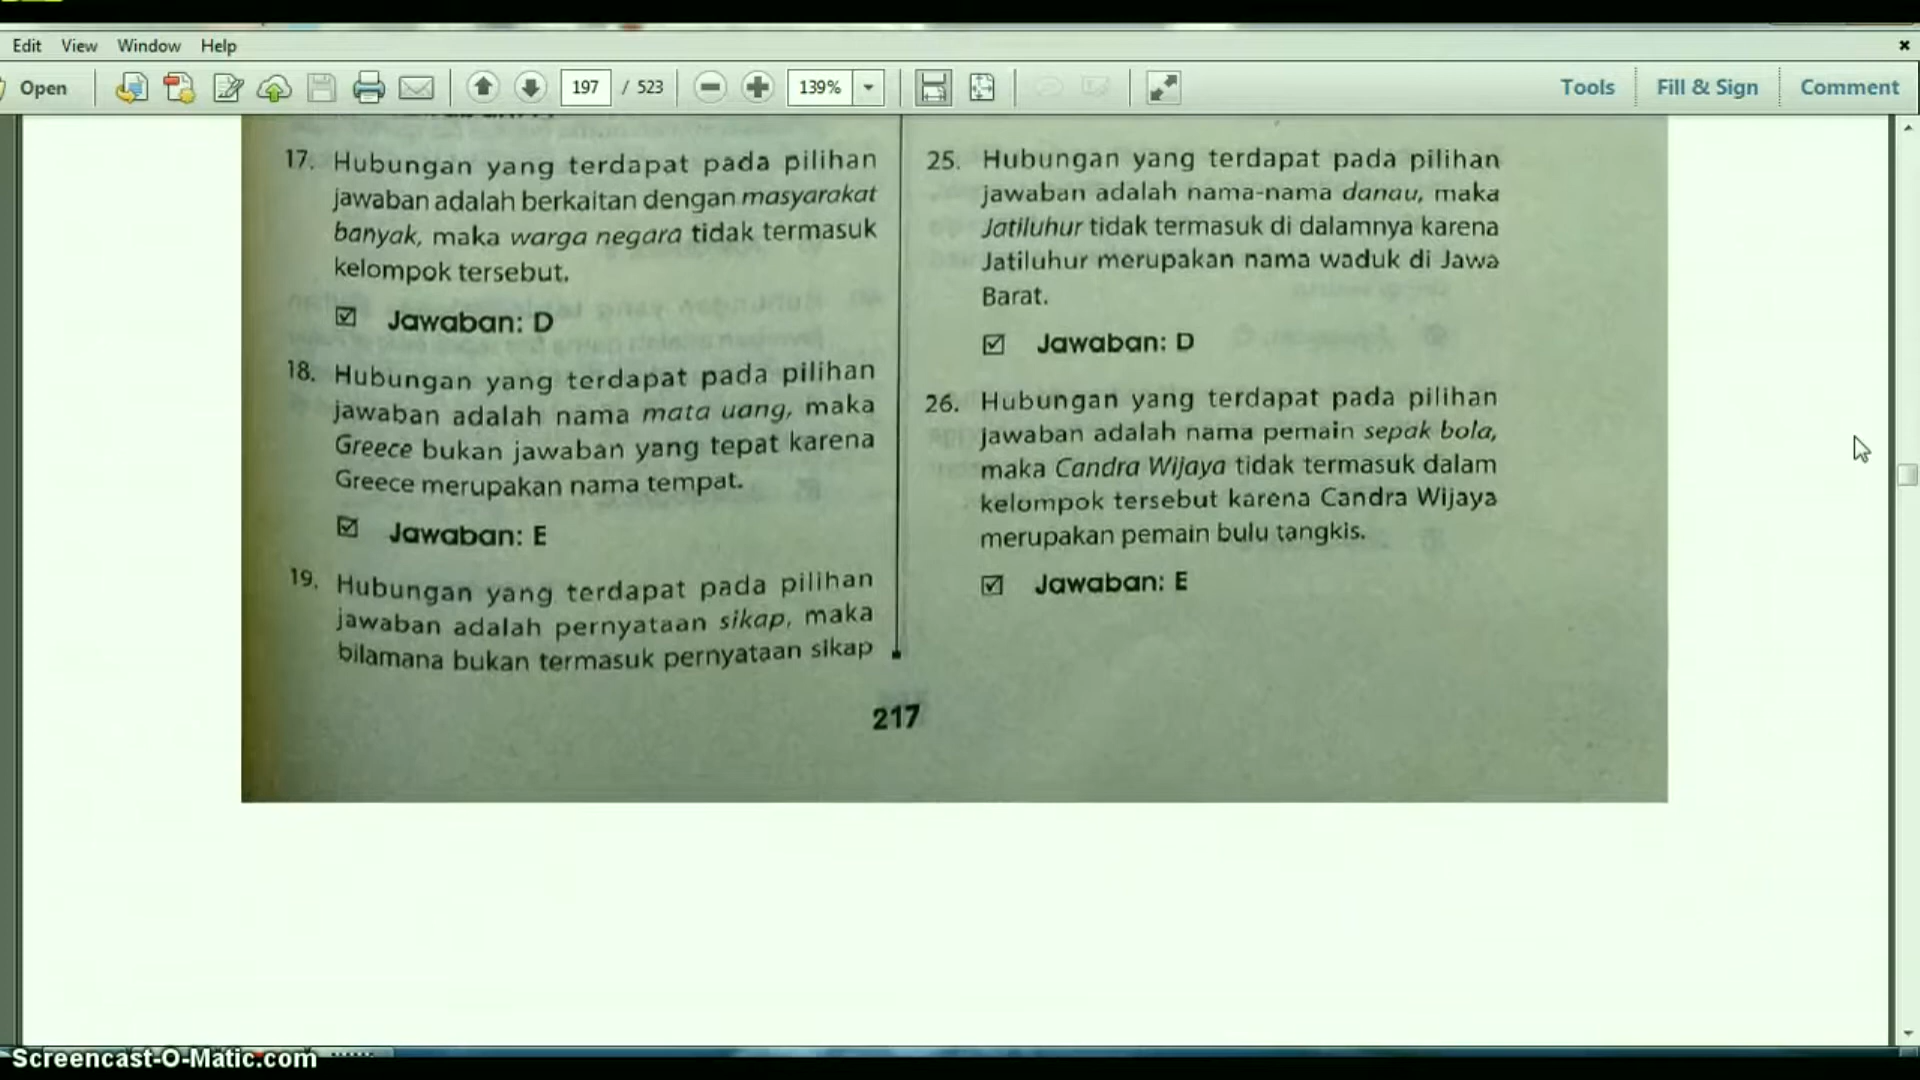 Edit View Window Help
Open 197 / 523 139% Tools Fill & Sign Comment
17. Hubungan yang terdapat pada pilihan
jawaban adalah berkaitan dengan masyarakat
banyak, maka warga negara tidak termasuk
kelompok tersebut.
Jawaban: D
18. Hubungan yang terdapat pada pilihan
jawaban adalah nama mata uang, maka
Greece bukan jawaban yang tepat karena
Greece merupakan nama tempat.
Jawaban: E
19. Hubungan yang terdapat pada pilihan
jawaban adalah pernyataan sikap, maka
bilamana bukan termasuk pernyataan sikap
25. Hubungan yang terdapat pada pilihan
jawaban adalah nama-nama danau, maka
Jatiluhur tidak termasuk di dalamnya karena
Jatiluhur merupakan nama waduk di Jawa
Barat.
Jawaban: D
26. Hubungan yang terdapat pada pilihan
jawaban adalah nama pemain sepak bola,
maka Candra Wijaya tidak termasuk dalam
kelompok tersebut karena Candra Wijaya
merupakan pemain bulu tangkis.
Jawaban: E
217
Screencast-O-Matic.com